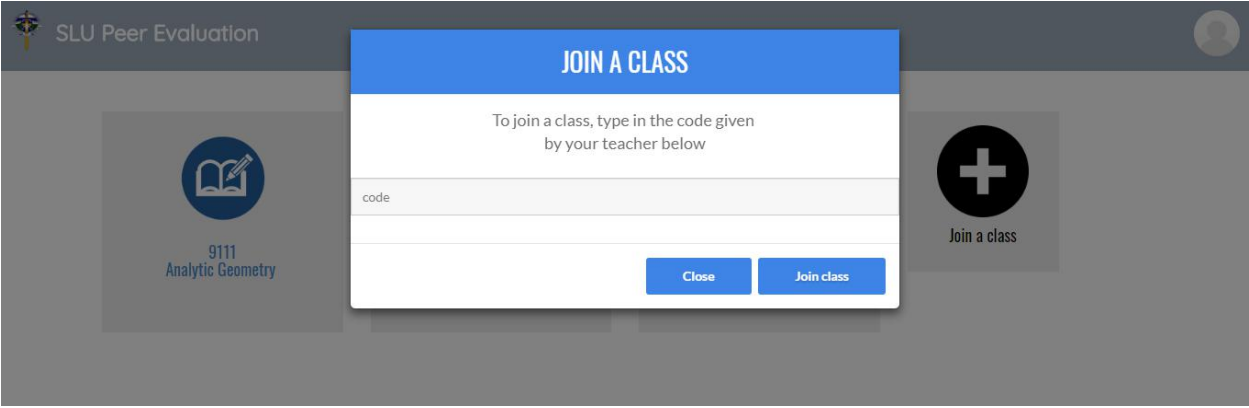 SLU Peer Evaluation
JOIN A CLASS
To join a class, type in the code given
by your teacher below
code
Close
Join class
9111
Analytic Geometry
Join a class